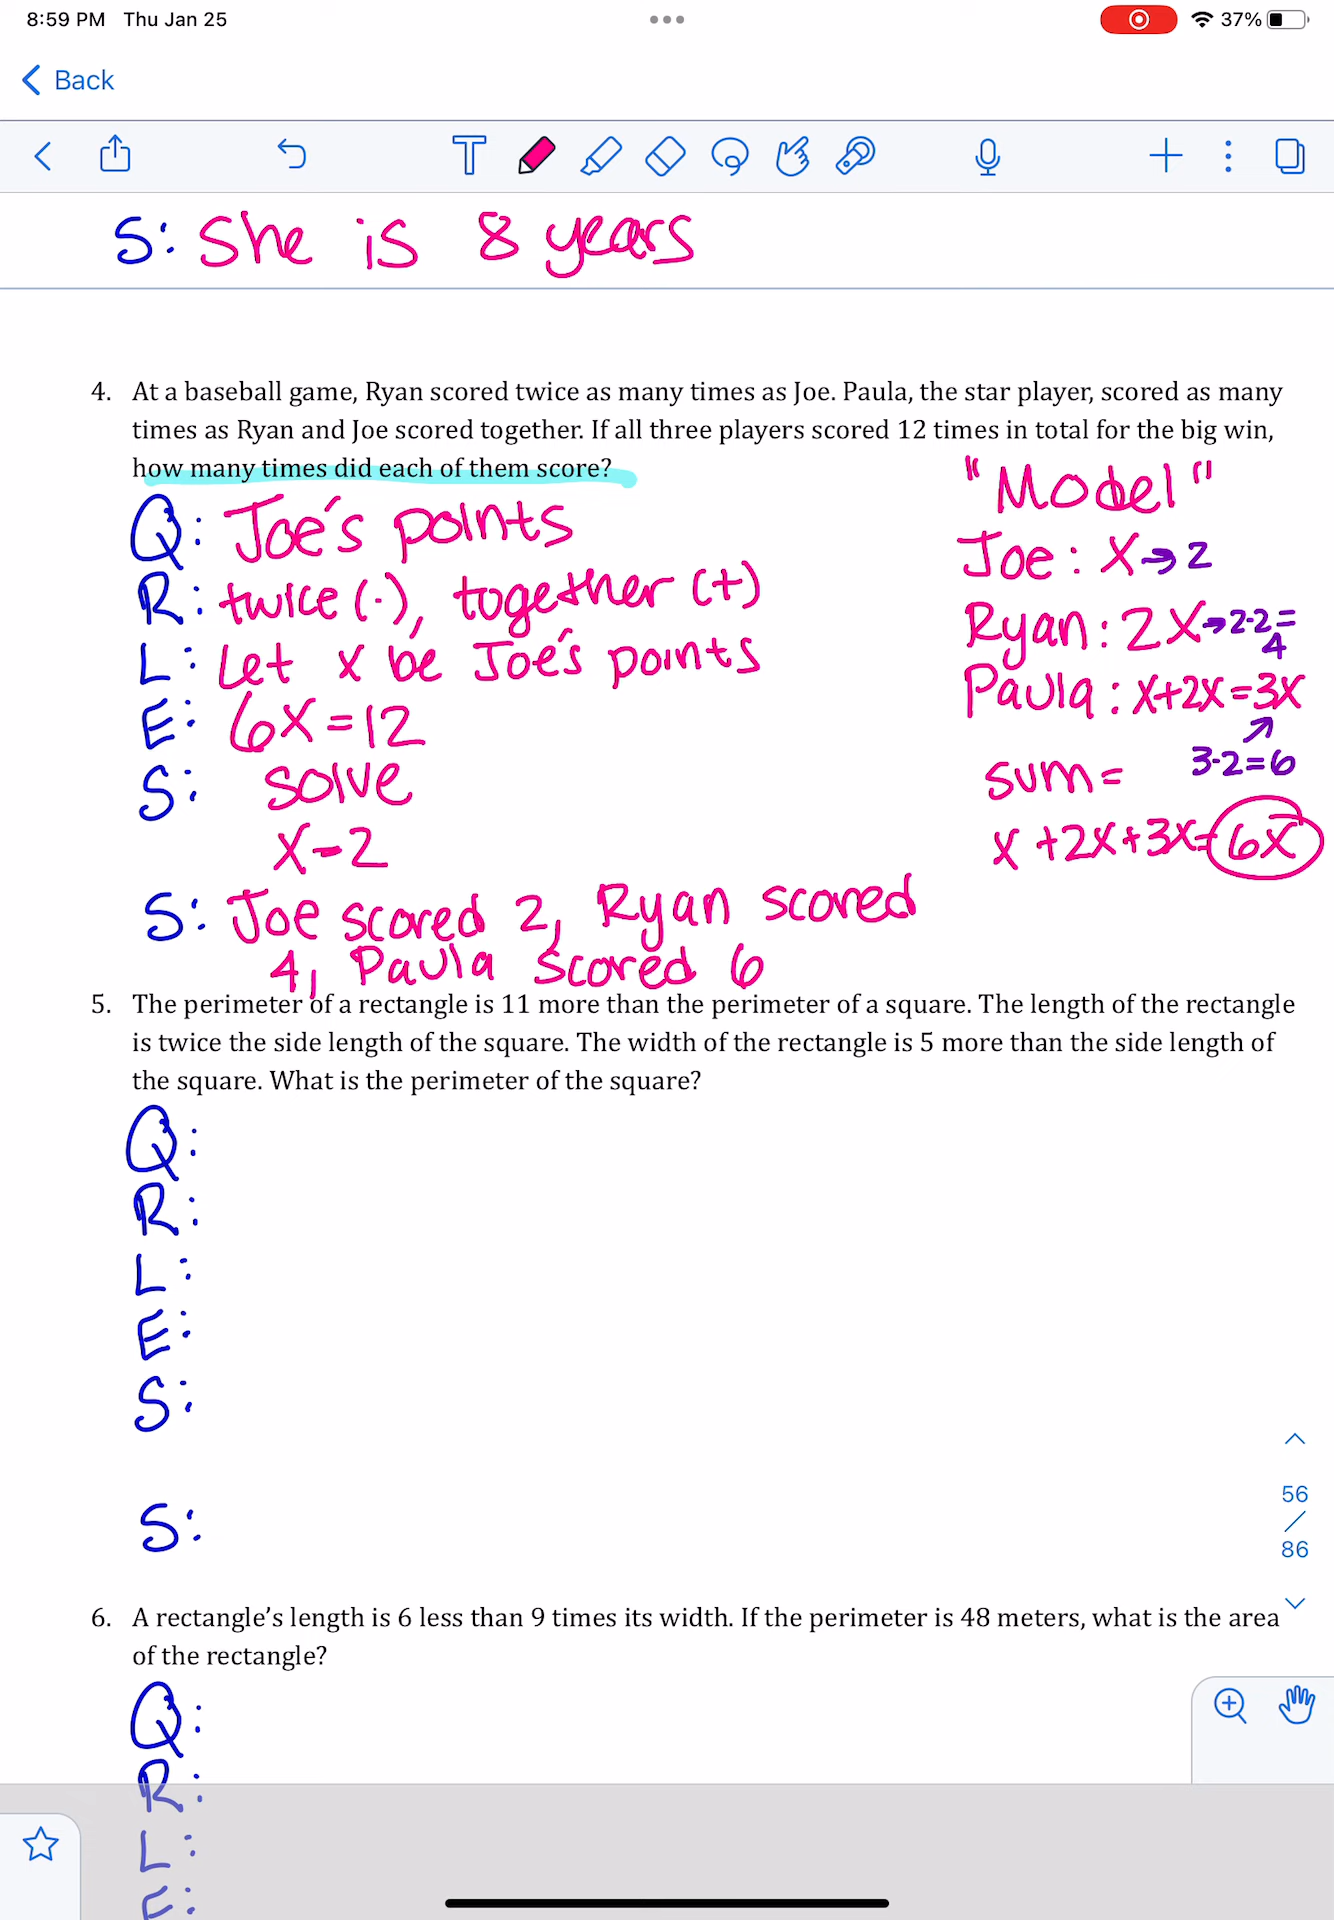 8:59 PM Thu Jan 25
37%
Back
T
S: She is 8 years
4. At a baseball game, Ryan scored twice as many times as Joe. Paula, the star player, scored as many
times as Ryan and Joe scored together. If all three players scored 12 times in total for the big win,
how many times did each of them score?
"Model"
Q: Joe's points
Joe: x→2
R: twice (·), together (+)
Ryan: 2x→2·2=
4
L: Let x be Joe's points
Paula: x+2x=3x
E: 6x=12
3·2=6
S: solve
sum=
x=2
x+2x+3x=6x
S: Joe scored 2, Ryan scored
4, Paula scored 6
5. The perimeter of a rectangle is 11 more than the perimeter of a square. The length of the rectangle
is twice the side length of the square. The width of the rectangle is 5 more than the side length of
the square. What is the perimeter of the square?
Q:
R:
L:
E:
S:
S:
56
/
86
6. A rectangle's length is 6 less than 9 times its width. If the perimeter is 48 meters, what is the area
of the rectangle?
Q:
R:
L:
E: